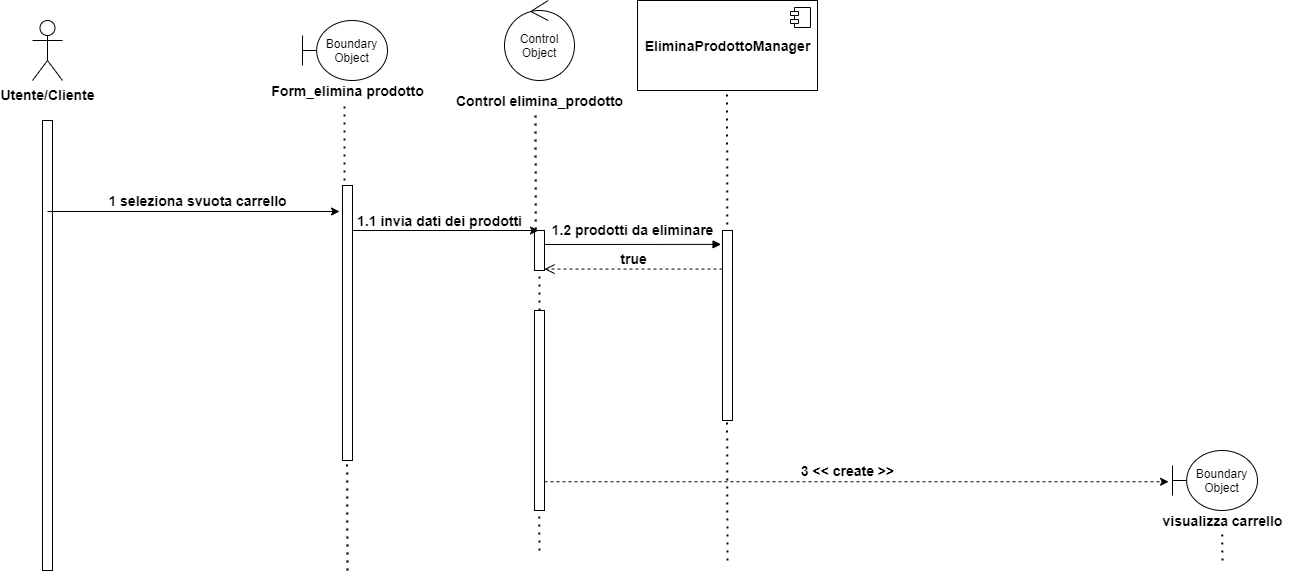 Boundary
Object
Control
Object
EliminaProdottoManager
Utente/Cliente
Form_elimina prodotto
Control elimina_prodotto
1 seleziona svuota carrello
1.1 invia dati dei prodotti
1.2 prodotti da eliminare
true
3 << create >>
Boundary
Object
visualizza carrello